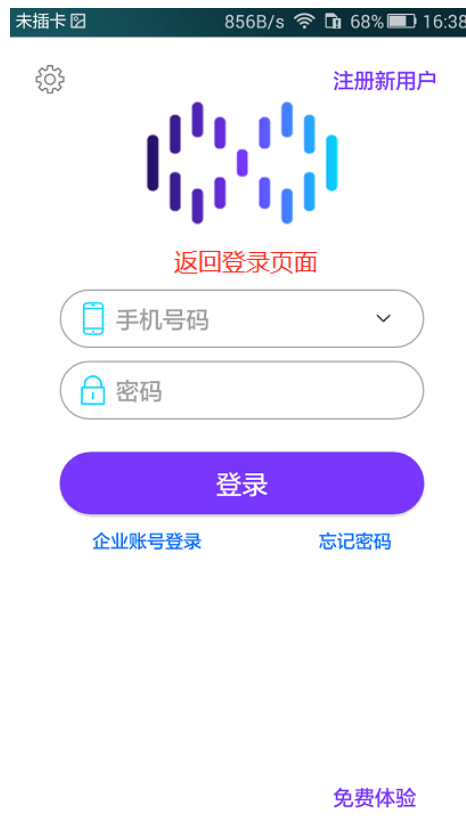 未插卡 856B/s 68% 16:38
注册新用户
返回登录页面
手机号码
密码
登录
企业账号登录 忘记密码
免费体验